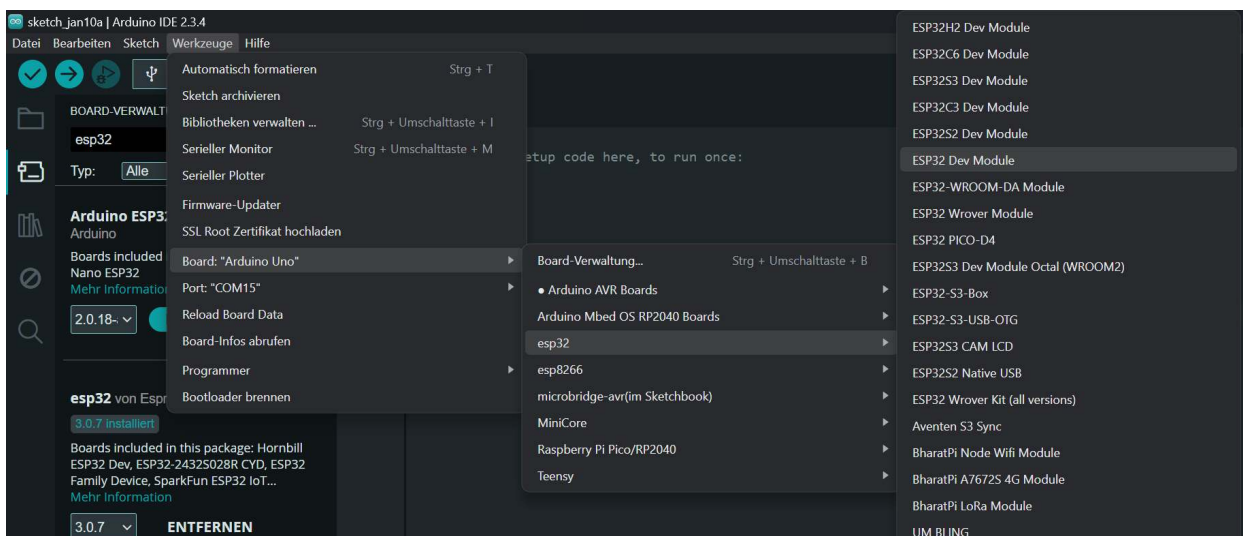 sketch_jan10a | Arduino IDE 2.3.4
Datei Bearbeiten Sketch Werkzeuge Hilfe
BOARD-VERWALT
esp32
Typ: Alle
Arduino ESP3
Arduino
Boards included
Nano ESP32
Mehr Information
2.0.18-
esp32 von Espr
3.0.7 installiert
Boards included in this package: Hornbill
ESP32 Dev, ESP32-2432S028R CYD, ESP32
Family Device, SparkFun ESP32 IoT...
Mehr Information
3.0.7 ENTFERNEN
Automatisch formatieren Strg + T
Sketch archivieren
Bibliotheken verwalten ... Strg + Umschalttaste + I
Serieller Monitor Strg + Umschalttaste + M
Serieller Plotter
Firmware-Updater
SSL Root Zertifikat hochladen
Board: "Arduino Uno"
Port: "COM15"
Reload Board Data
Board-Infos abrufen
Programmer
Bootloader brennen
etup code here, to run once:
Board-Verwaltung... Strg + Umschalttaste + B
● Arduino AVR Boards
Arduino Mbed OS RP2040 Boards
esp32
esp8266
microbridge-avr(im Sketchbook)
MiniCore
Raspberry Pi Pico/RP2040
Teensy
ESP32H2 Dev Module
ESP32C6 Dev Module
ESP32S3 Dev Module
ESP32C3 Dev Module
ESP32S2 Dev Module
ESP32 Dev Module
ESP32-WROOM-DA Module
ESP32 Wrover Module
ESP32 PICO-D4
ESP32S3 Dev Module Octal (WROOM2)
ESP32-S3-Box
ESP32-S3-USB-OTG
ESP32S3 CAM LCD
ESP32S2 Native USB
ESP32 Wrover Kit (all versions)
Aventen S3 Sync
BharatPi Node Wifi Module
BharatPi A7672S 4G Module
BharatPi LoRa Module
UM BLING